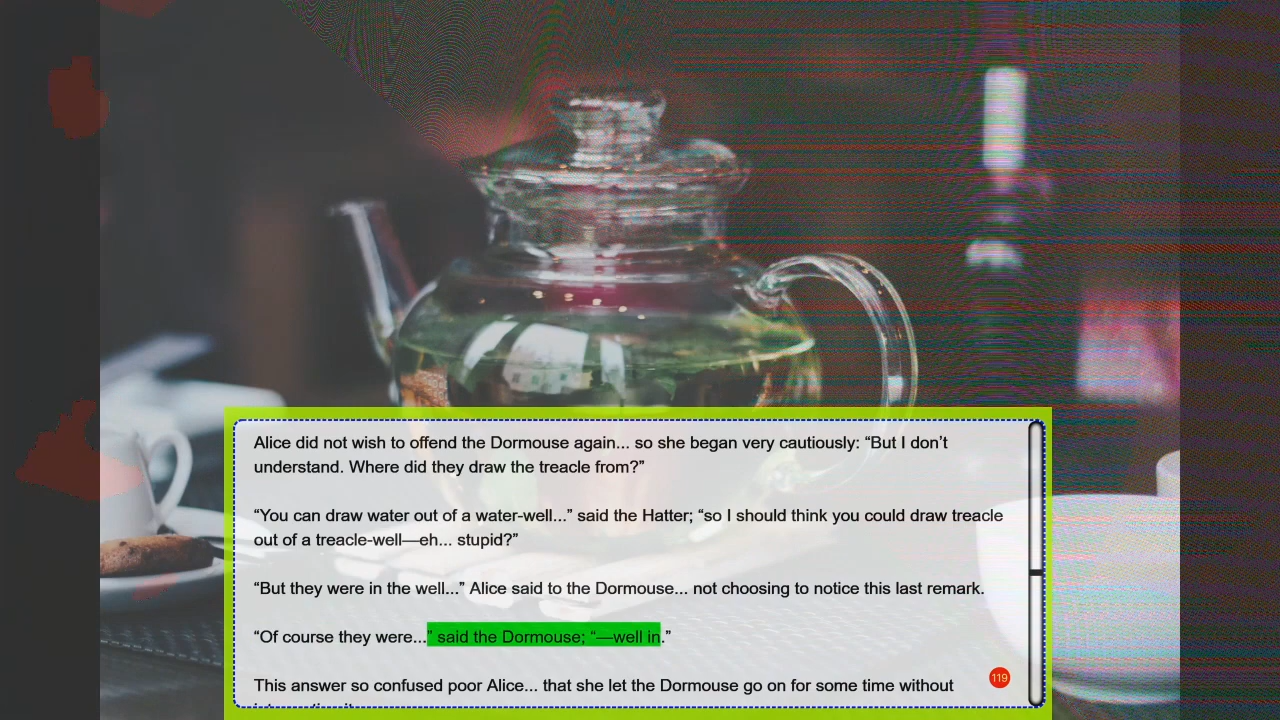 Alice did not wish to offend the Dormouse again... so she began very cautiously: “But I don’t
understand. Where did they draw the treacle from?”
“You can draw water out of a water-well...” said the Hatter; “so I should think you could draw treacle
out of a treacle-well—eh... stupid?”
“But they were in the well...” Alice said to the Dormouse... not choosing to notice this last remark.
“Of course they were...” said the Dormouse; “—well in.”
This answer so confused poor Alice... that she let the Dormouse go on for some time without
119